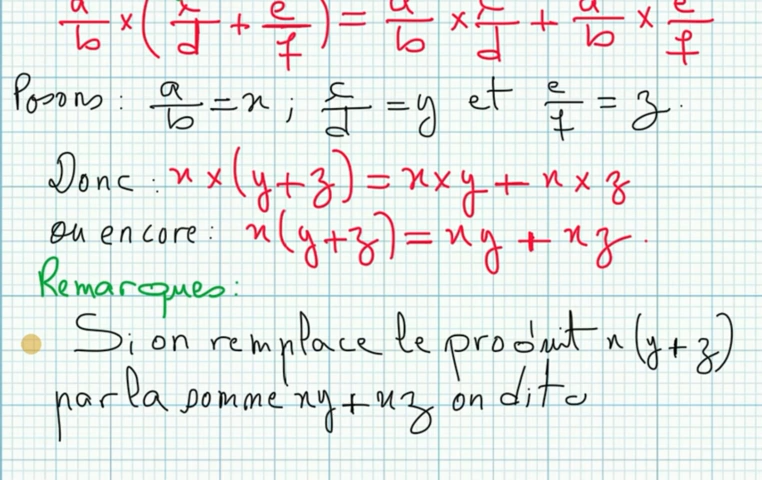 a/b × (c/d + e/f) = a/b × c/d + a/b × e/f
Posons : a/b = x ; c/d = y et e/f = z.
Donc : x × (y + z) = x × y + x × z
ou encore : x(y + z) = xy + xz.
Remarques :
Si on remplace le produit x(y + z)
par la somme xy + xz on dit